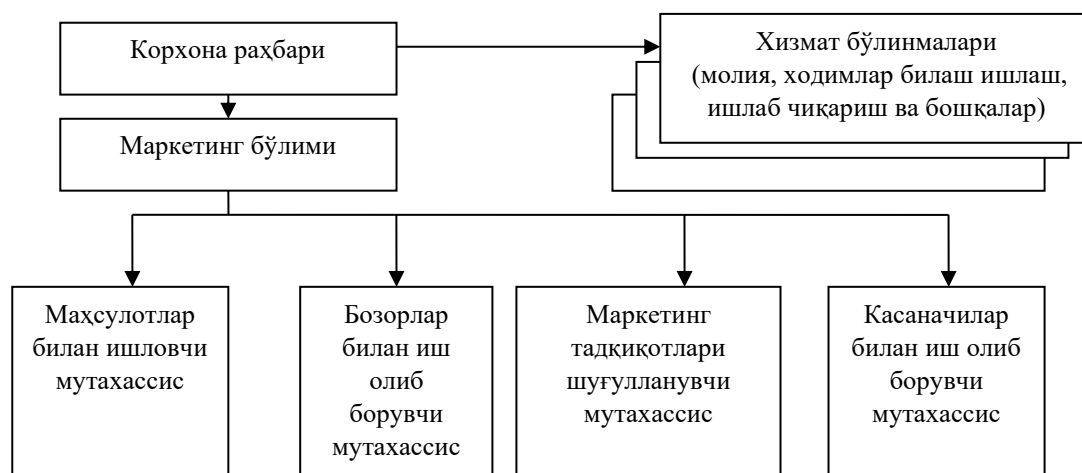 Корхона раҳбари
Хизмат бўлинмалари
(молия, ходимлар билаш ишлаш,
ишлаб чиқариш ва бошқалар)
Маркетинг бўлими
Маҳсулотлар
билан ишловчи
мутахассис
Бозорлар
билан иш
олиб
борувчи
мутахассис
Маркетинг
тадқиқотлари
шуғулланувчи
мутахассис
Касаначилар
билан иш олиб
борувчи
мутахассис